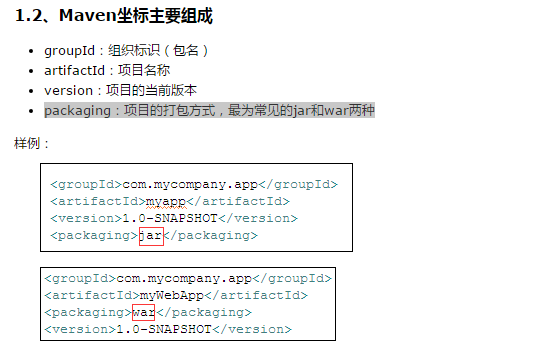 1.2、Maven坐标主要组成
groupId：组织标识（包名）
artifactId：项目名称
version：项目的当前版本
packaging：项目的打包方式，最为常见的jar和war两种
样例：
<groupId>com.mycompany.app</groupId>
<artifactId>myapp</artifactId>
<version>1.0-SNAPSHOT</version>
<packaging>jar</packaging>
<groupId>com.mycompany.app</groupId>
<artifactId>myWebApp</artifactId>
<packaging>war</packaging>
<version>1.0-SNAPSHOT</version>